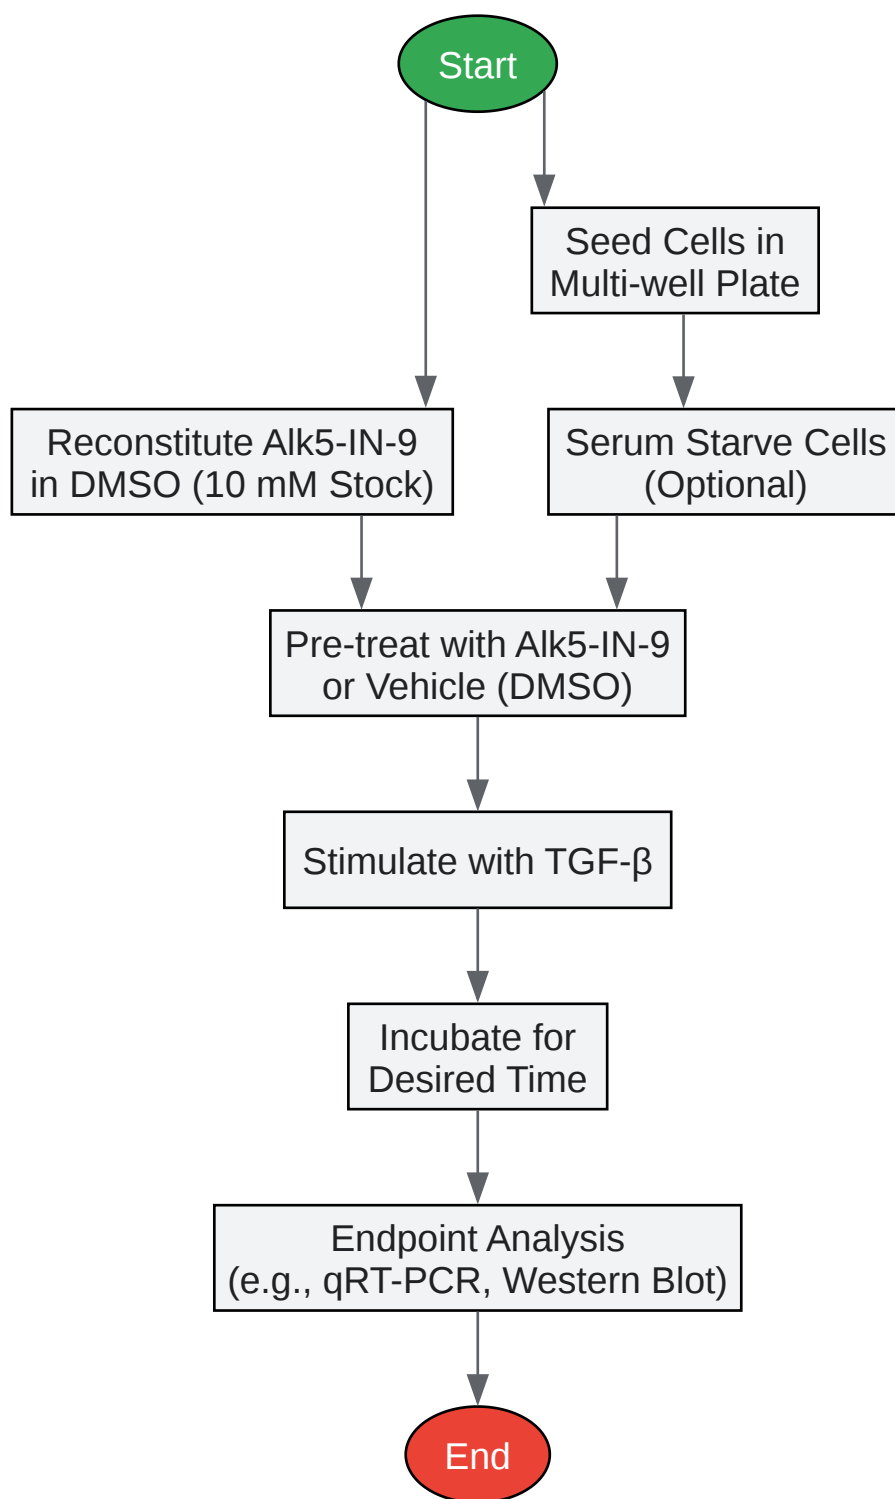 Start
Seed Cells in
Multi-well Plate
Reconstitute Alk5-IN-9
in DMSO (10 mM Stock)
Serum Starve Cells
(Optional)
Pre-treat with Alk5-IN-9
or Vehicle (DMSO)
Stimulate with TGF-β
Incubate for
Desired Time
Endpoint Analysis
(e.g., qRT-PCR, Western Blot)
End